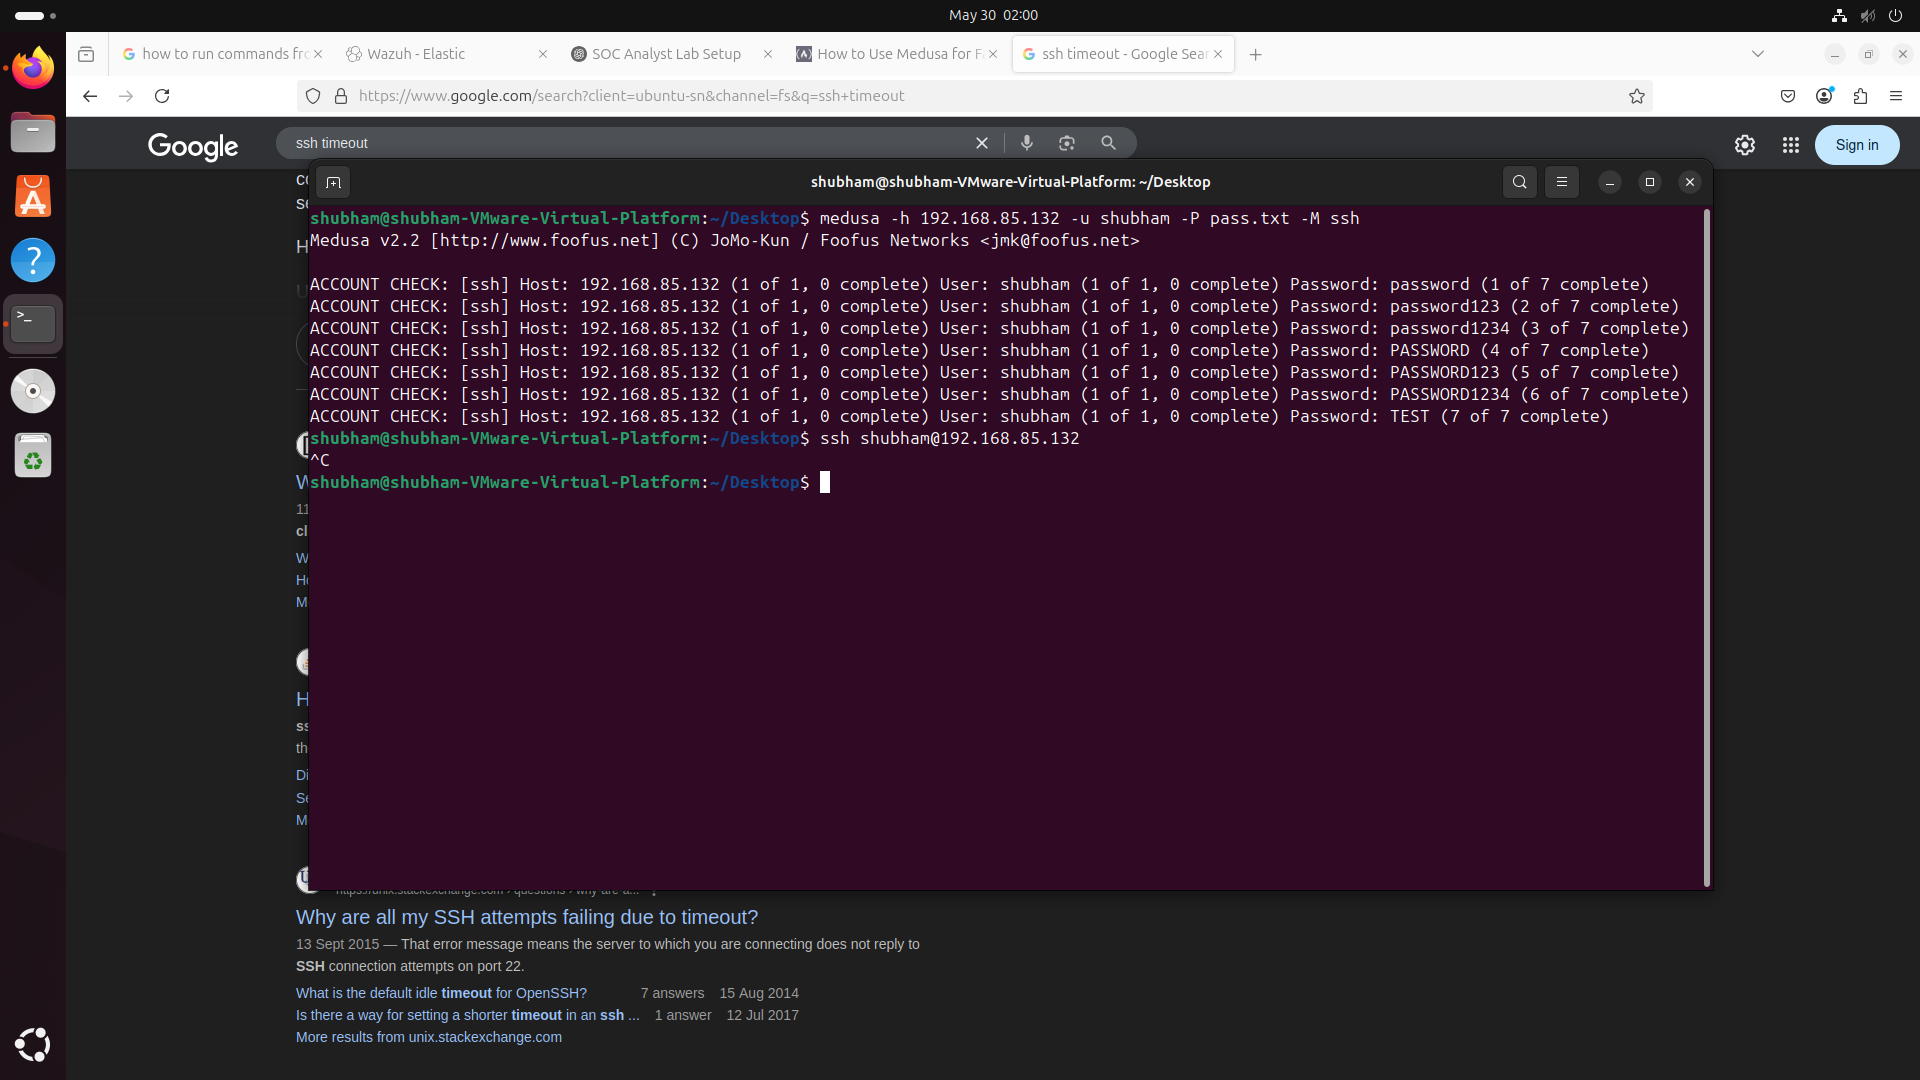 May 30 02:00
how to run commands fro
Wazuh - Elastic
SOC Analyst Lab Setup
How to Use Medusa for F
ssh timeout - Google Sear
https://www.google.com/search?client=ubuntu-sn&channel=fs&q=ssh+timeout
Google
ssh timeout
Sign in
shubham@shubham-VMware-Virtual-Platform: ~/Desktop
shubham@shubham-VMware-Virtual-Platform:~/Desktop$ medusa -h 192.168.85.132 -u shubham -P pass.txt -M ssh
Medusa v2.2 [http://www.foofus.net] (C) JoMo-Kun / Foofus Networks <jmk@foofus.net>
ACCOUNT CHECK: [ssh] Host: 192.168.85.132 (1 of 1, 0 complete) User: shubham (1 of 1, 0 complete) Password: password (1 of 7 complete)
ACCOUNT CHECK: [ssh] Host: 192.168.85.132 (1 of 1, 0 complete) User: shubham (1 of 1, 0 complete) Password: password123 (2 of 7 complete)
ACCOUNT CHECK: [ssh] Host: 192.168.85.132 (1 of 1, 0 complete) User: shubham (1 of 1, 0 complete) Password: password1234 (3 of 7 complete)
ACCOUNT CHECK: [ssh] Host: 192.168.85.132 (1 of 1, 0 complete) User: shubham (1 of 1, 0 complete) Password: PASSWORD (4 of 7 complete)
ACCOUNT CHECK: [ssh] Host: 192.168.85.132 (1 of 1, 0 complete) User: shubham (1 of 1, 0 complete) Password: PASSWORD123 (5 of 7 complete)
ACCOUNT CHECK: [ssh] Host: 192.168.85.132 (1 of 1, 0 complete) User: shubham (1 of 1, 0 complete) Password: PASSWORD1234 (6 of 7 complete)
ACCOUNT CHECK: [ssh] Host: 192.168.85.132 (1 of 1, 0 complete) User: shubham (1 of 1, 0 complete) Password: TEST (7 of 7 complete)
shubham@shubham-VMware-Virtual-Platform:~/Desktop$ ssh shubham@192.168.85.132
^C
shubham@shubham-VMware-Virtual-Platform:~/Desktop$
Why are all my SSH attempts failing due to timeout?
13 Sept 2015 — That error message means the server to which you are connecting does not reply to
SSH connection attempts on port 22.
What is the default idle timeout for OpenSSH? 7 answers 15 Aug 2014
Is there a way for setting a shorter timeout in an ssh ... 1 answer 12 Jul 2017
More results from unix.stackexchange.com